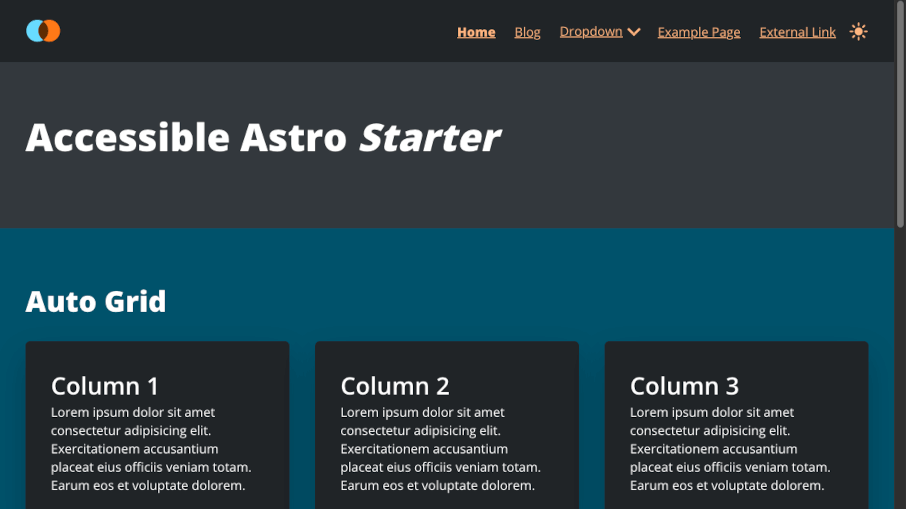 Home Blog Dropdown Example Page External Link
Accessible Astro Starter
Auto Grid
Column 1
Lorem ipsum dolor sit amet
consectetur adipisicing elit.
Exercitationem accusantium
placeat eius officiis veniam totam.
Earum eos et voluptate dolorem.
Column 2
Lorem ipsum dolor sit amet
consectetur adipisicing elit.
Exercitationem accusantium
placeat eius officiis veniam totam.
Earum eos et voluptate dolorem.
Column 3
Lorem ipsum dolor sit amet
consectetur adipisicing elit.
Exercitationem accusantium
placeat eius officiis veniam totam.
Earum eos et voluptate dolorem.